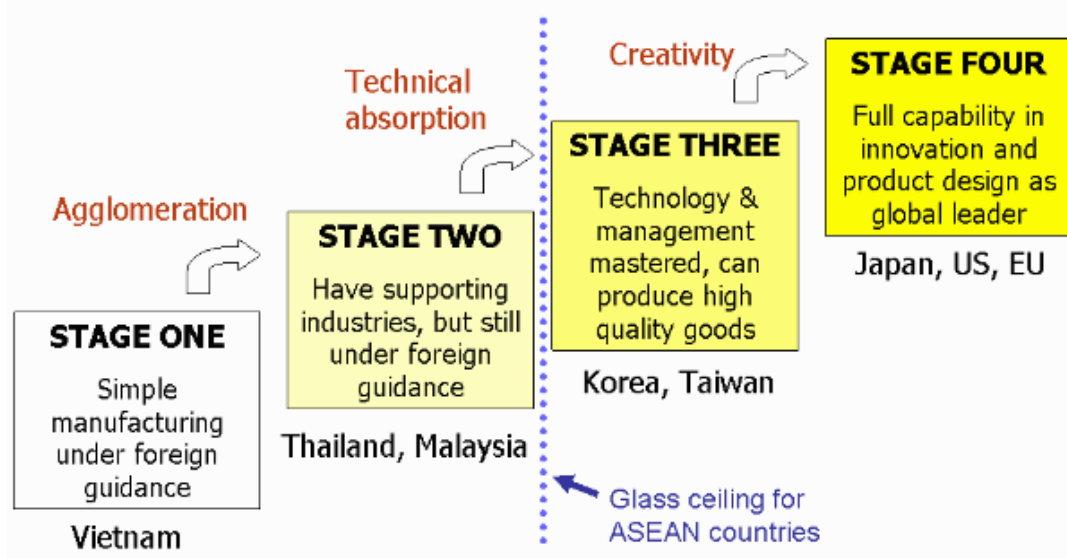 Agglomeration
STAGE ONE
Simple
manufacturing
under foreign
guidance
Vietnam
Technical
absorption
STAGE TWO
Have supporting
industries, but still
under foreign
guidance
Thailand, Malaysia
Creativity
STAGE THREE
Technology &
management
mastered, can
produce high
quality goods
Korea, Taiwan
STAGE FOUR
Full capability in
innovation and
product design as
global leader
Japan, US, EU
Glass ceiling for
ASEAN countries